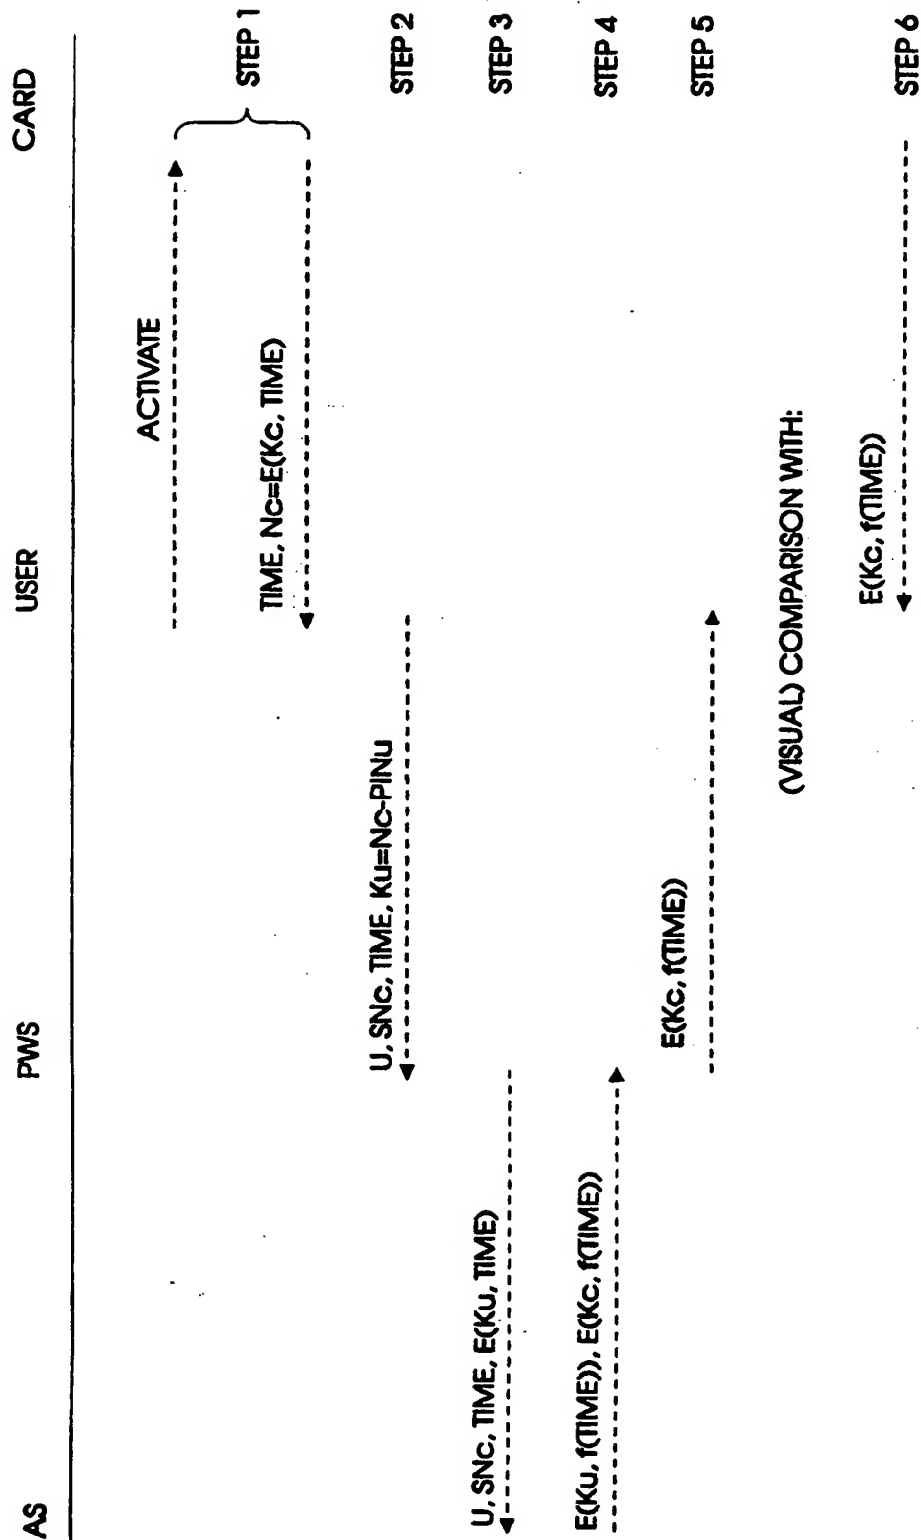 AS PWS USER CARD
ACTIVATE
STEP 1
TIME, Nc=E(Kc, TIME)
U, SNc, TIME, Ku=Nc-PINu
STEP 2
U, SNc, TIME, E(Ku, TIME)
STEP 3
E(Ku, f(TIME)), E(Kc, f(TIME))
STEP 4
E(Kc, f(TIME))
STEP 5
(VISUAL) COMPARISON WITH:
E(Kc, f(TIME))
STEP 6